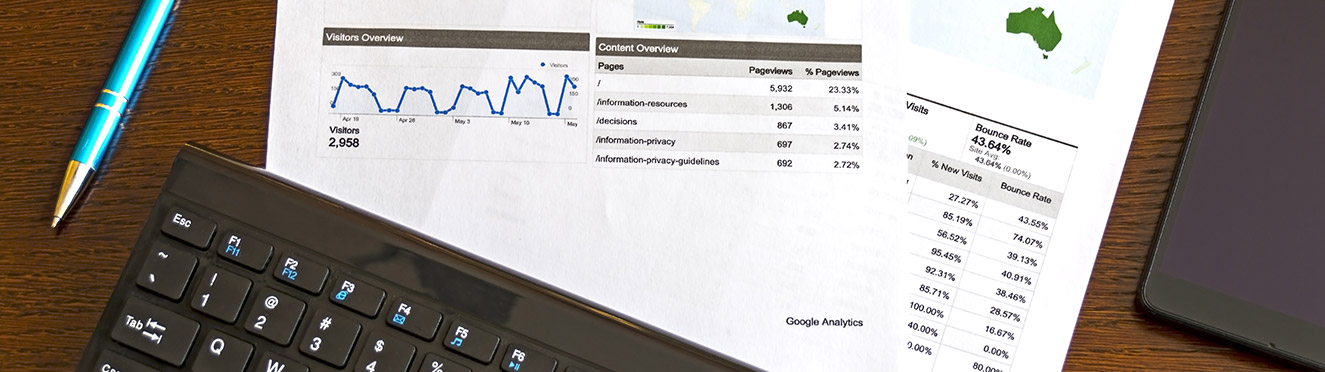 Visitors Overview
Visitors
300
150
0
Apr 19
Apr 26
May 3
May 10
May
Visitors
2,958
Content Overview
Pages Pageviews % Pageviews
/ 5,932 23.33%
/information-resources 1,306 5.14%
/decisions 867 3.41%
/information-privacy 697 2.74%
/information-privacy-guidelines 692 2.72%
Google Analytics
Visits
Bounce Rate
43.64%
Site Avg:
43.64% (0.00%)
% New Visits Bounce Rate
27.27% 43.55%
85.19% 74.07%
56.52% 39.13%
95.45% 40.91%
92.31% 38.46%
85.71% 28.57%
100.00% 16.67%
40.00% 0.00%
0.00% 80.00%
Esc
F1
F11
F2
F12
F3
F4
F5
F6
~
`
!
1
@
2
#
3
$
4
%
Tab
Q
W